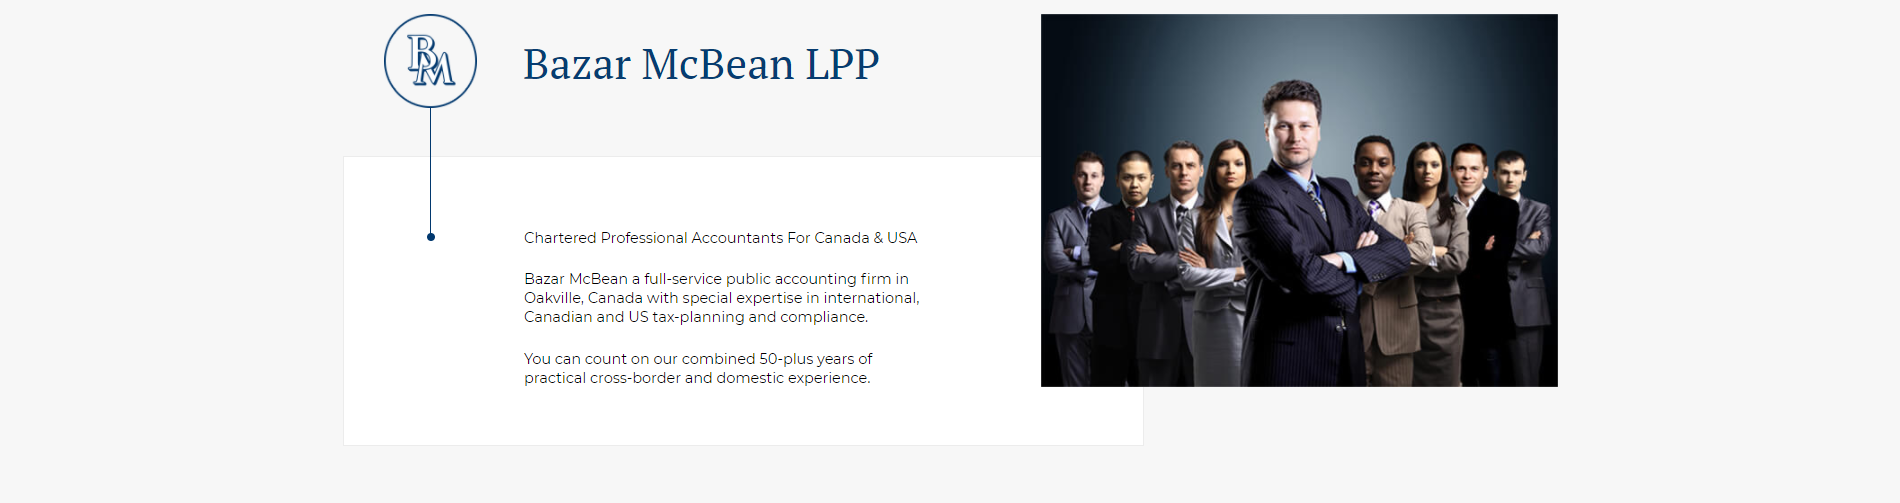 BM
Bazar McBean LPP
Chartered Professional Accountants For Canada & USA
Bazar McBean a full-service public accounting firm in
Oakville, Canada with special expertise in international,
Canadian and US tax-planning and compliance.
You can count on our combined 50-plus years of
practical cross-border and domestic experience.